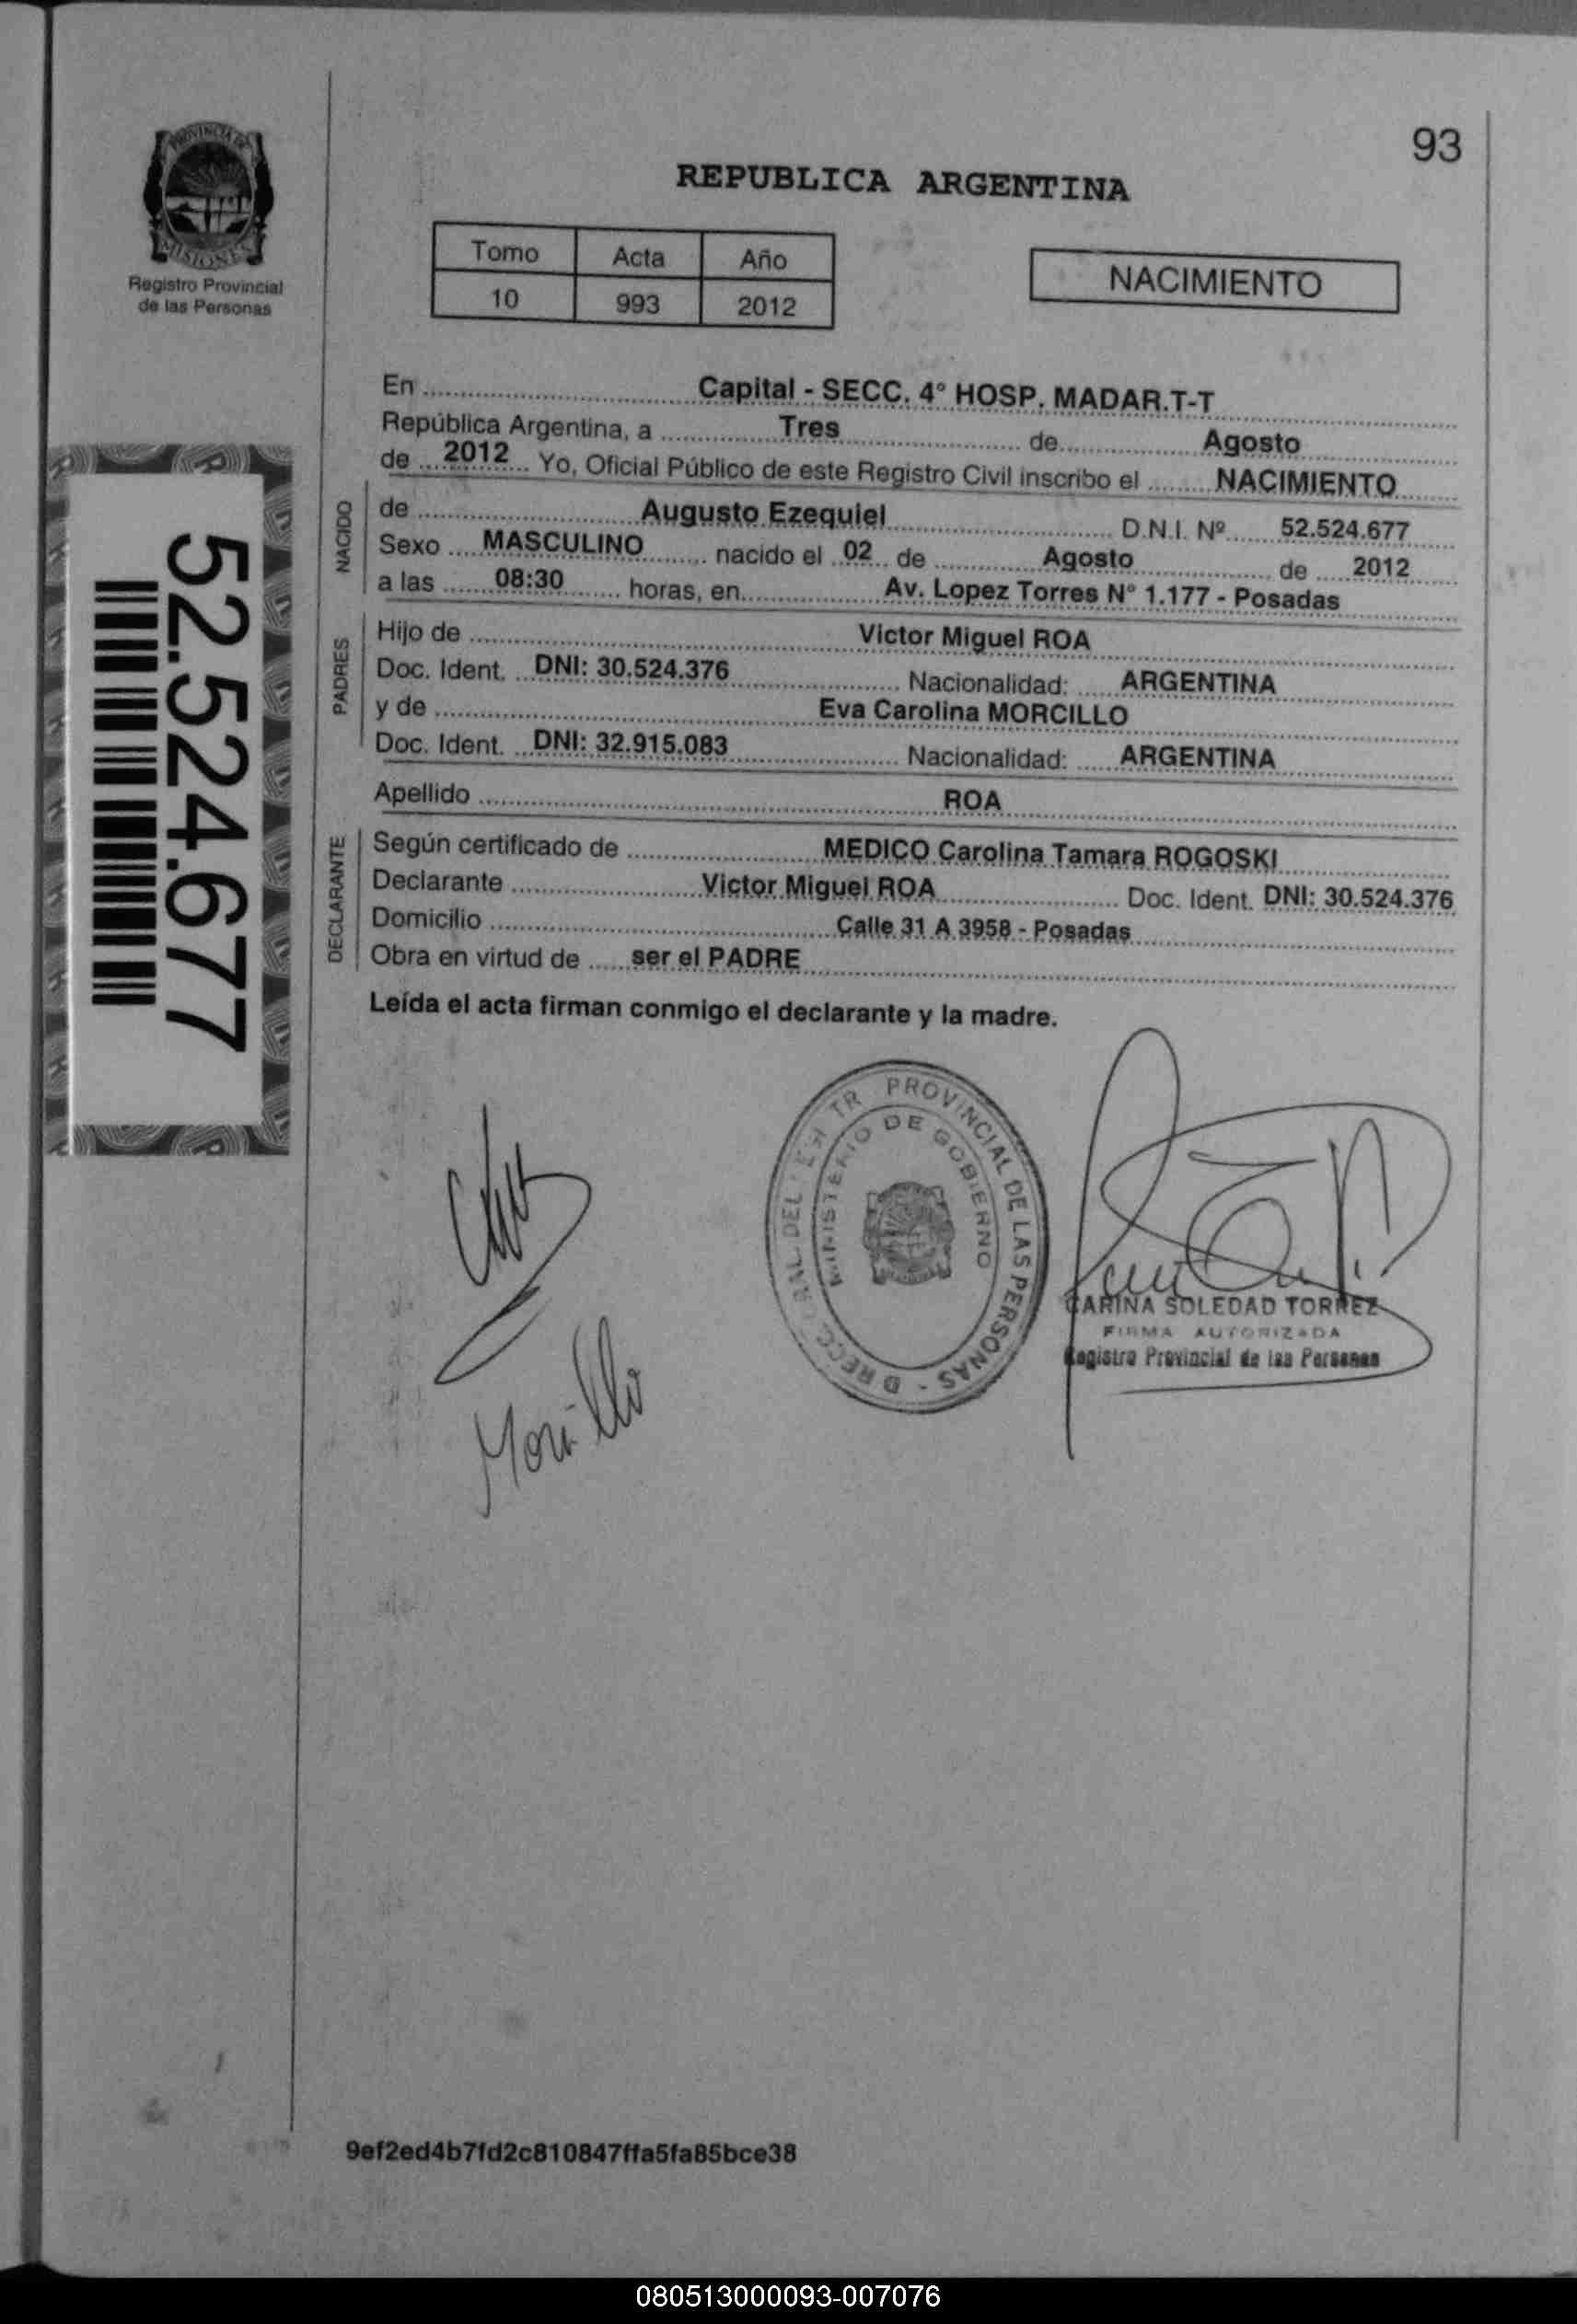 93
PROVINCIA DE
MISIONES
Registro Provincial
de las Personas
REPUBLICA ARGENTINA
Tomo Acta Año
10 993 2012
NACIMIENTO
En Capital - SECC. 4° HOSP. MADAR.T-T
República Argentina, a Tres de Agosto
de 2012 Yo, Oficial Público de este Registro Civil inscribo el NACIMIENTO
NACIDO
de Augusto Ezequiel D.N.I. Nº 52.524.677
Sexo MASCULINO nacido el 02 de Agosto de 2012
a las 08:30 horas, en Av. Lopez Torres N° 1.177 - Posadas
PADRES
Hijo de Victor Miguel ROA
Doc. Ident. DNI: 30.524.376 Nacionalidad: ARGENTINA
y de Eva Carolina MORCILLO
Doc. Ident. DNI: 32.915.083 Nacionalidad: ARGENTINA
Apellido ROA
DECLARANTE
Según certificado de MEDICO Carolina Tamara ROGOSKI
Declarante Victor Miguel ROA Doc. Ident. DNI: 30.524.376
Domicilio Calle 31 A 3958 - Posadas
Obra en virtud de ser el PADRE
Leída el acta firman conmigo el declarante y la madre.
52.524.677
PROVINCIAL DE LAS PERSONAS
MINISTERIO DE GOBIERNO
CARINA SOLEDAD TORREZ
FIRMA AUTORIZADA
Registro Provincial de las Personas
9ef2ed4b7fd2c810847ffa5fa85bce38
080513000093-007076